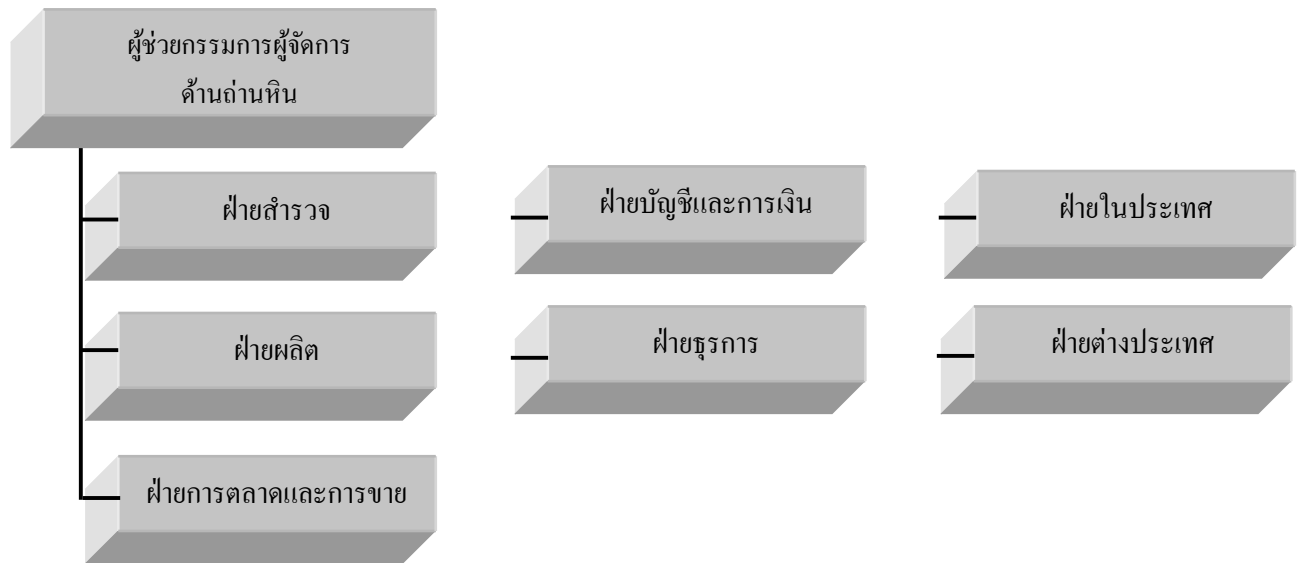 ผู้ช่วยกรรมการผู้จัดการ
ด้านถ่านหิน
ฝ่ายสำรวจ
ฝ่ายบัญชีและการเงิน
ฝ่ายในประเทศ
ฝ่ายผลิต
ฝ่ายธุรการ
ฝ่ายต่างประเทศ
ฝ่ายการตลาดและการขาย